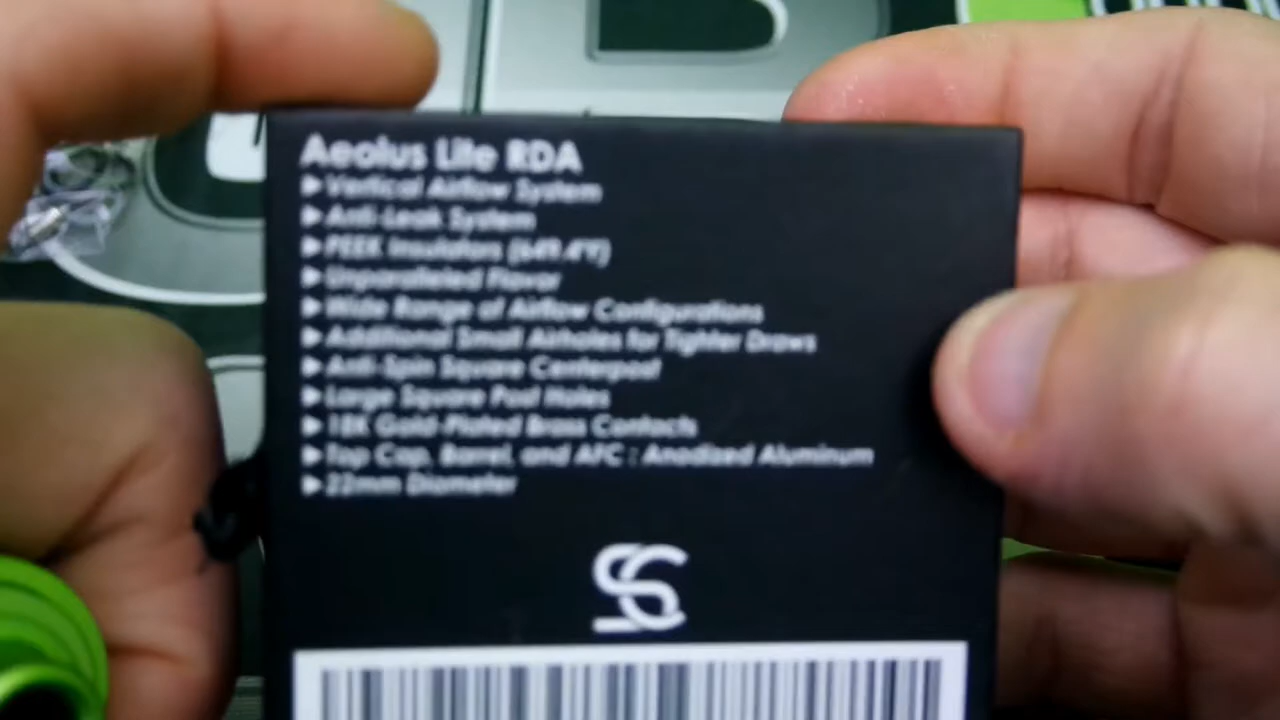 Aeolus Lite RDA
▶Vertical Airflow System
▶Anti-Leak System
▶PEEK Insulators (649.4°F)
▶Unparalleled Flavor
▶Wide Range of Airflow Configurations
▶Additional Small Airholes for Tighter Draws
▶Anti-Spin Square Centerpost
▶Large Square Post Holes
▶18K Gold-Plated Brass Contacts
▶Top Cap, Barrel, and AFC : Anodized Aluminum
▶22mm Diameter